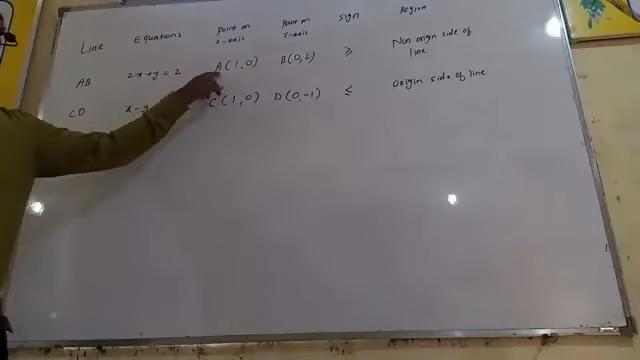 Line Equations Point on x-axis Point on Y-axis Sign Region
AB 2x+y=2 A(1,0) B(0,2) ≥ Non origin side of line
CD x-y C(1,0) D(0,-1) ≤ Origin side of line